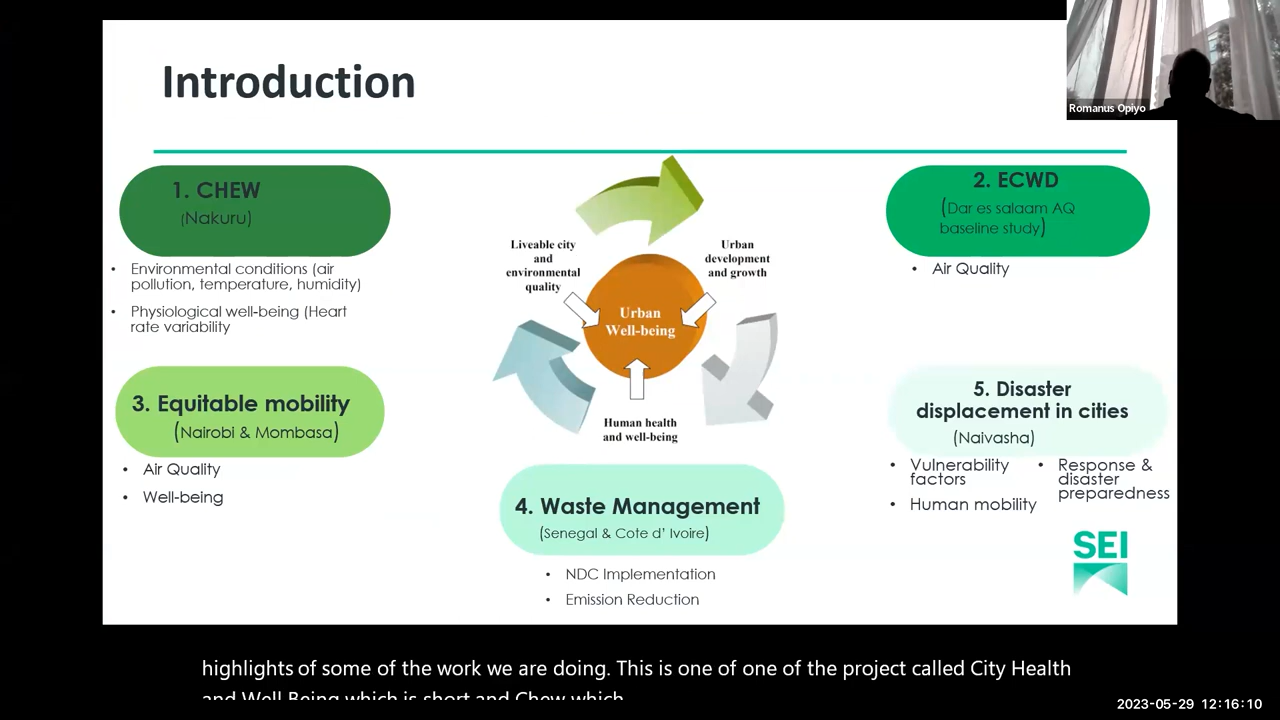 Introduction
Romanus Opiyo
1. CHEW
(Nakuru)
• Environmental conditions (air
pollution, temperature, humidity)
• Physiological well-being (Heart
rate variability
2. ECWD
(Dar es salaam AQ
baseline study)
• Air Quality
Liveable city
and
environmental
quality
Urban
development
and growth
Urban
Well-being
Human health
and well-being
3. Equitable mobility
(Nairobi & Mombasa)
• Air Quality
• Well-being
4. Waste Management
(Senegal & Cote d’ Ivoire)
• NDC Implementation
• Emission Reduction
5. Disaster
displacement in cities
(Naivasha)
• Vulnerability
factors
• Human mobility
• Response &
disaster
preparedness
SEI
highlights of some of the work we are doing. This is one of one of the project called City Health
and Well Being which is short and Chew which
2023-05-29 12:16:10